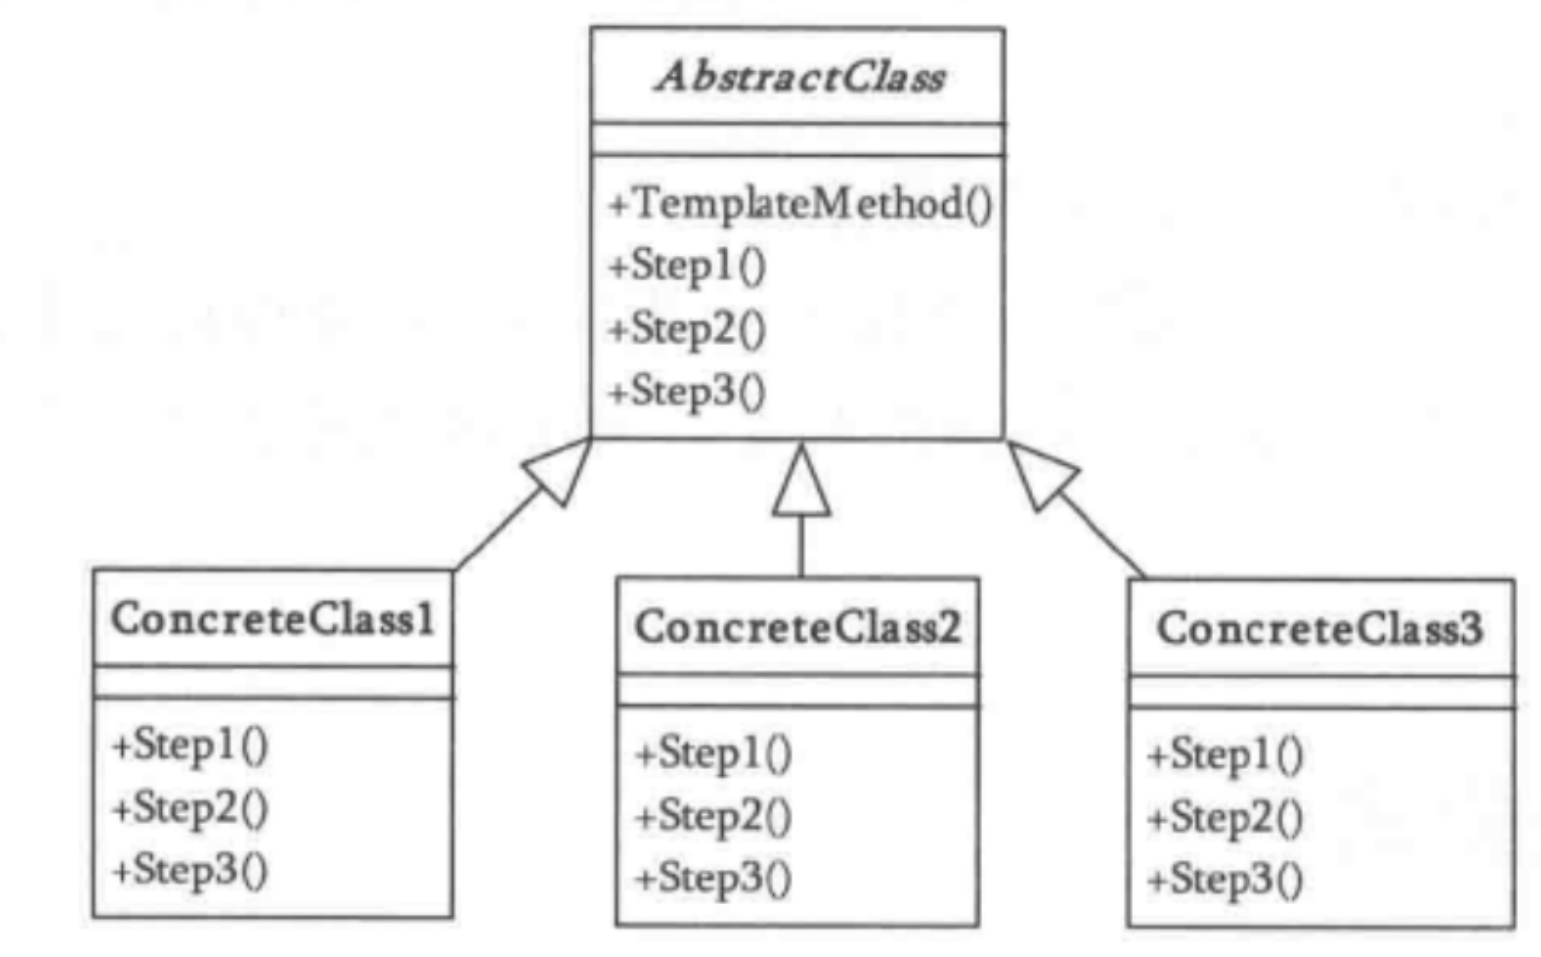 AbstractClass
+TemplateMethod()
+Step1()
+Step2()
+Step3()
ConcreteClass1
+Step1()
+Step2()
+Step3()
ConcreteClass2
+Step1()
+Step2()
+Step3()
ConcreteClass3
+Step1()
+Step2()
+Step3()